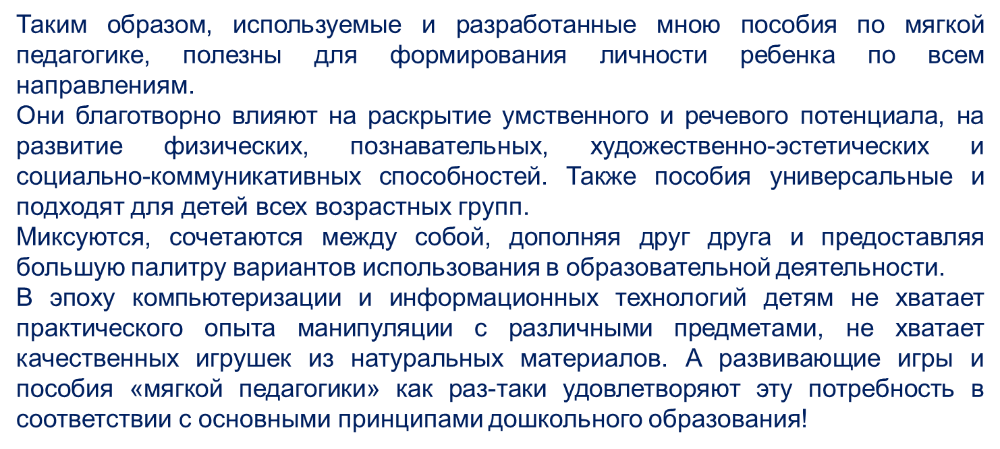 Таким образом, используемые и разработанные мною пособия по мягкой
педагогике, полезны для формирования личности ребенка по всем
направлениям.
Они благотворно влияют на раскрытие умственного и речевого потенциала, на
развитие физических, познавательных, художественно-эстетических и
социально-коммуникативных способностей. Также пособия универсальные и
подходят для детей всех возрастных групп.
Миксуются, сочетаются между собой, дополняя друг друга и предоставляя
большую палитру вариантов использования в образовательной деятельности.
В эпоху компьютеризации и информационных технологий детям не хватает
практического опыта манипуляции с различными предметами, не хватает
качественных игрушек из натуральных материалов. А развивающие игры и
пособия «мягкой педагогики» как раз-таки удовлетворяют эту потребность в
соответствии с основными принципами дошкольного образования!